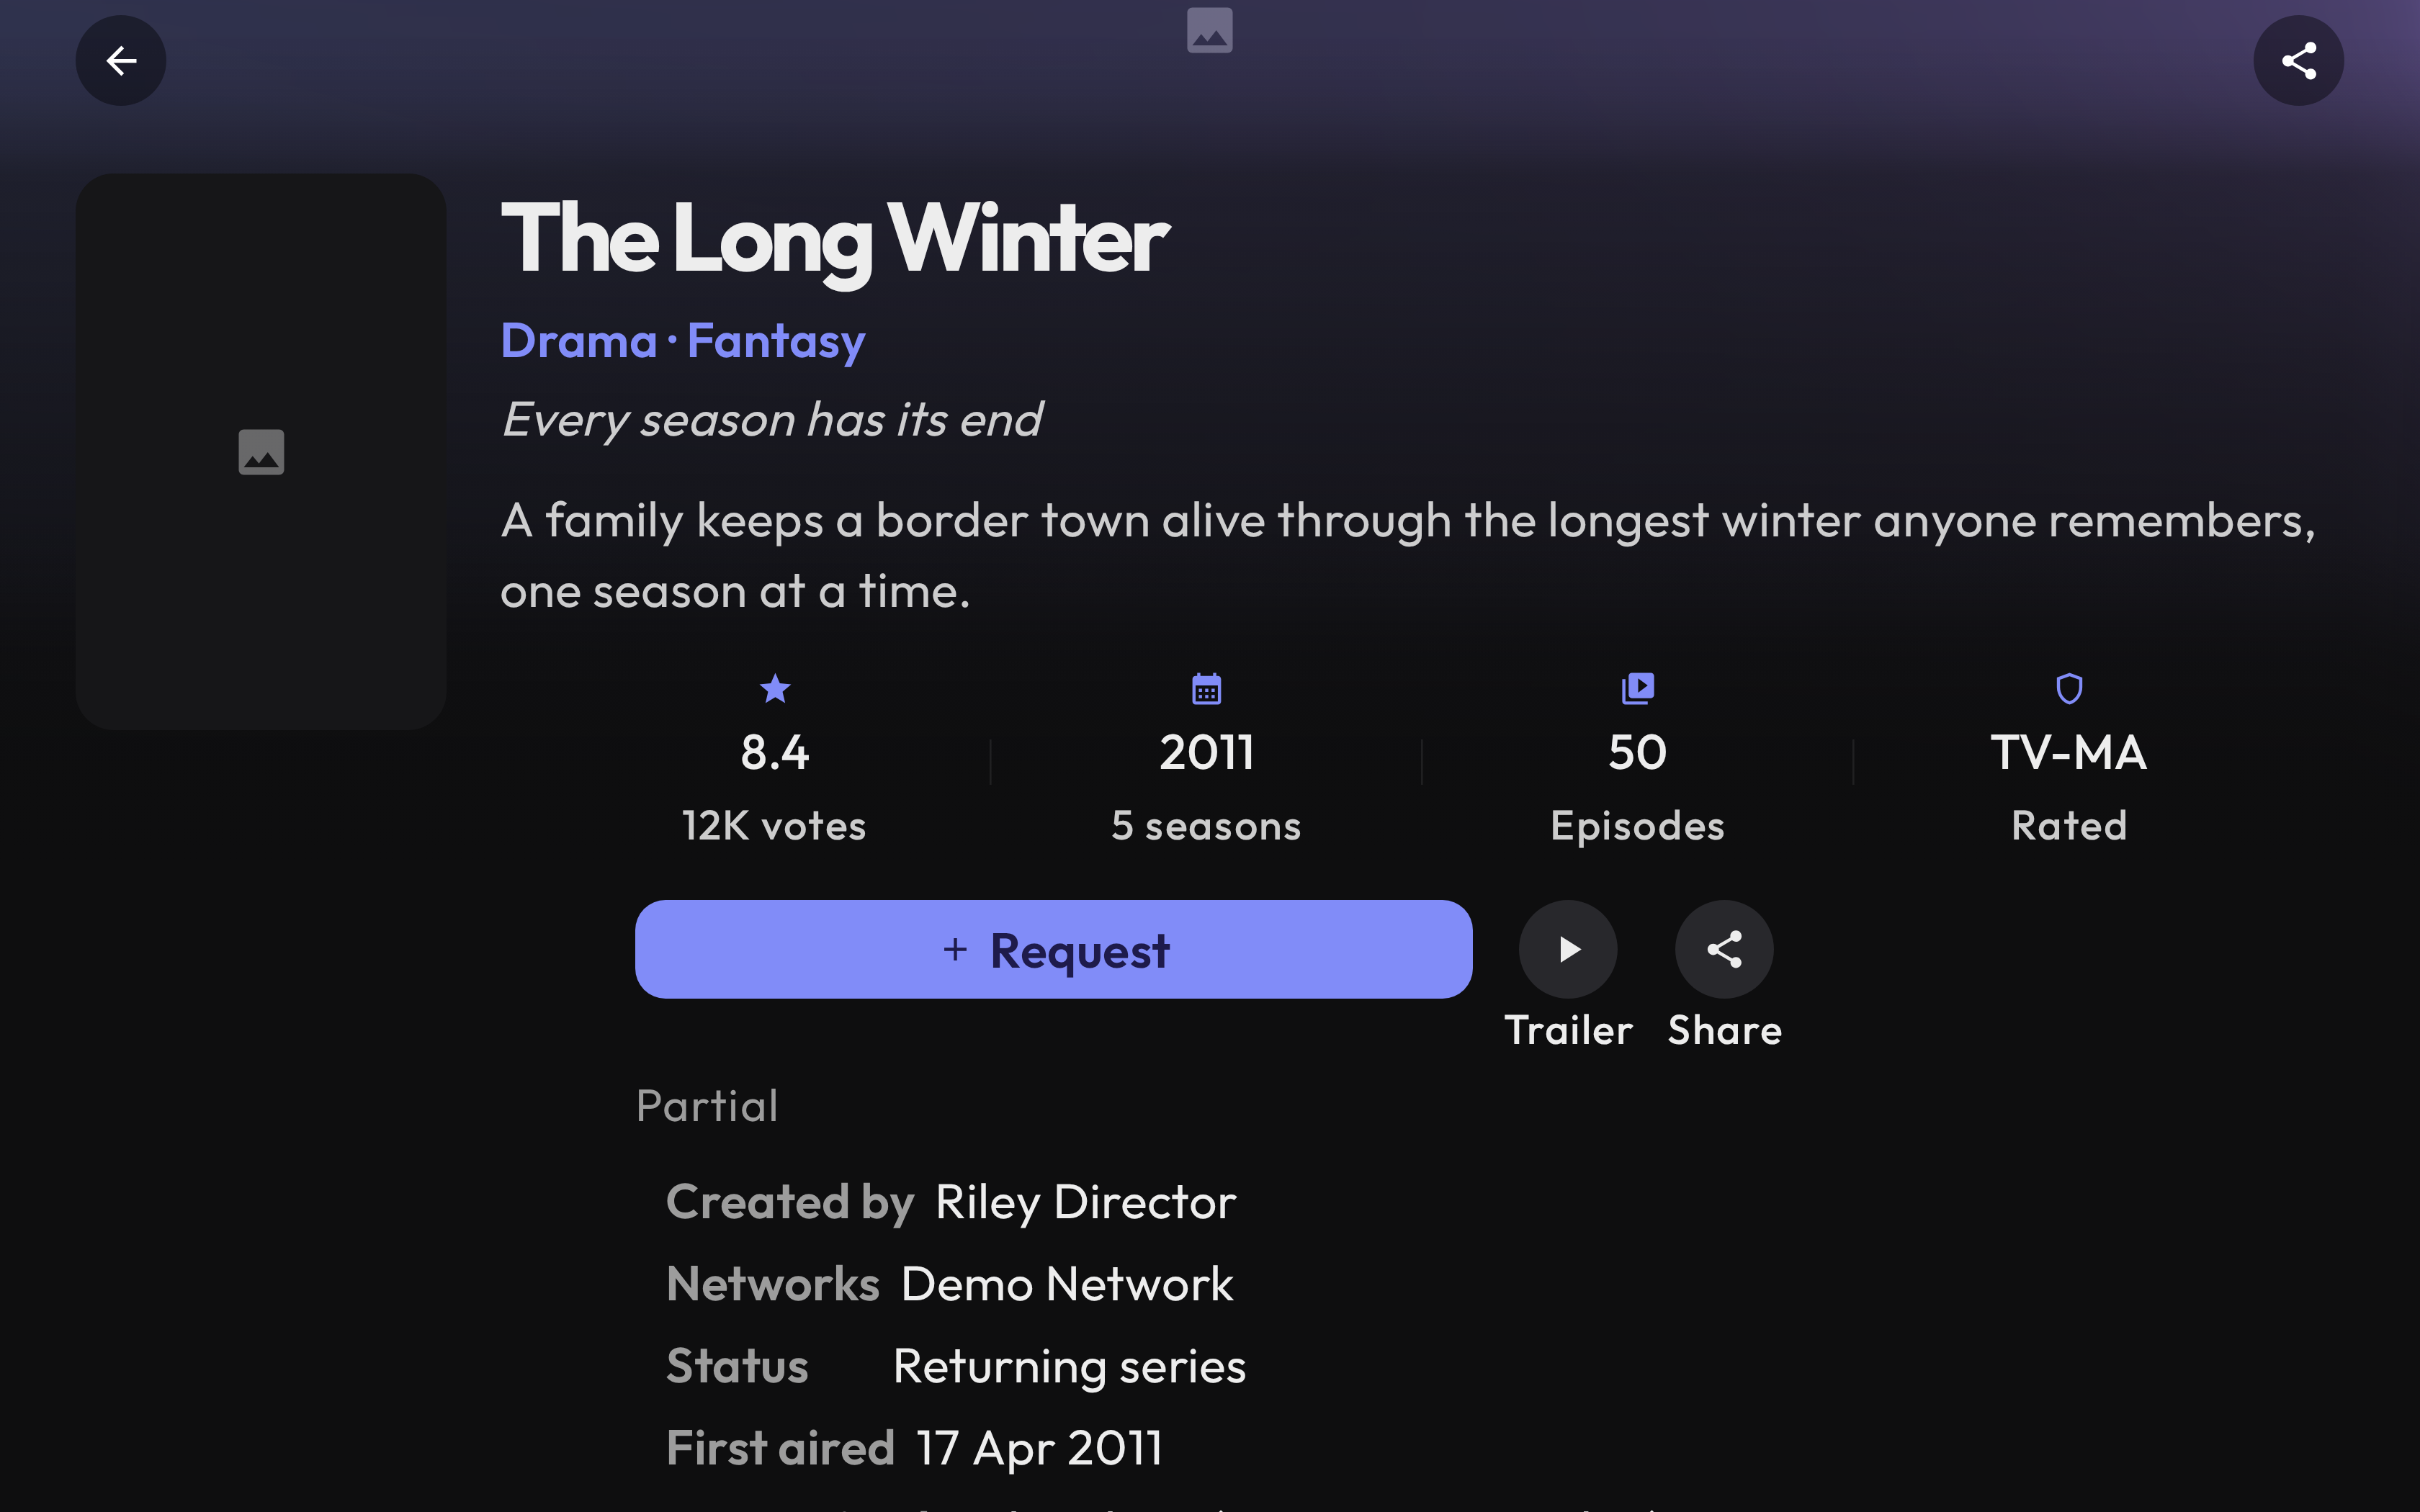 The Long Winter
Drama · Fantasy
Every season has its end
A family keeps a border town alive through the longest winter anyone remembers,
one season at a time.
8.4
12K votes
2011
5 seasons
50
Episodes
TV-MA
Rated
+ Request
Trailer
Share
Partial
Created by Riley Director
Networks Demo Network
Status Returning series
First aired 17 Apr 2011